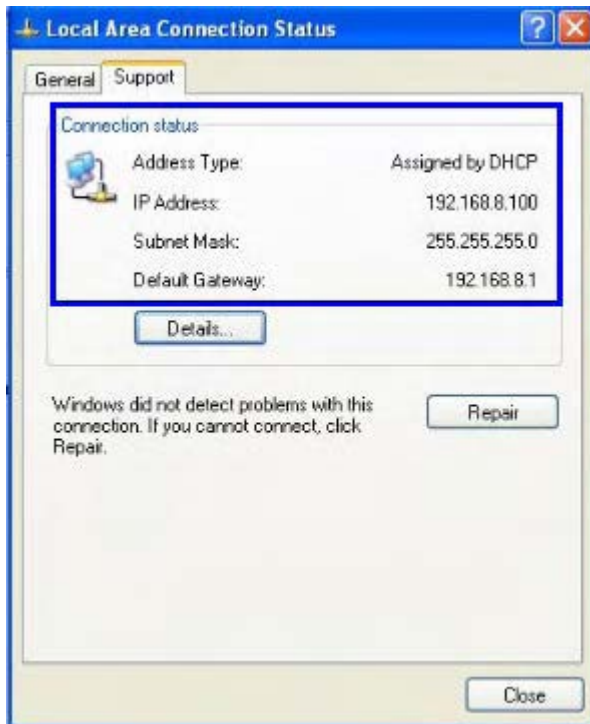 Local Area Connection Status
General Support
Connection status
Address Type: Assigned by DHCP
IP Address: 192.168.8.100
Subnet Mask: 255.255.255.0
Default Gateway: 192.168.8.1
Details...
Windows did not detect problems with this
connection. If you cannot connect, click
Repair.
Repair
Close